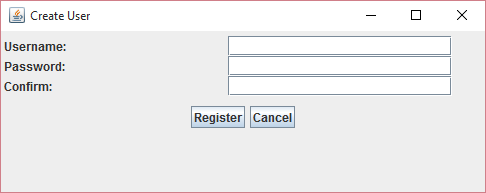 Create User
Username:
Password:
Confirm:
Register Cancel